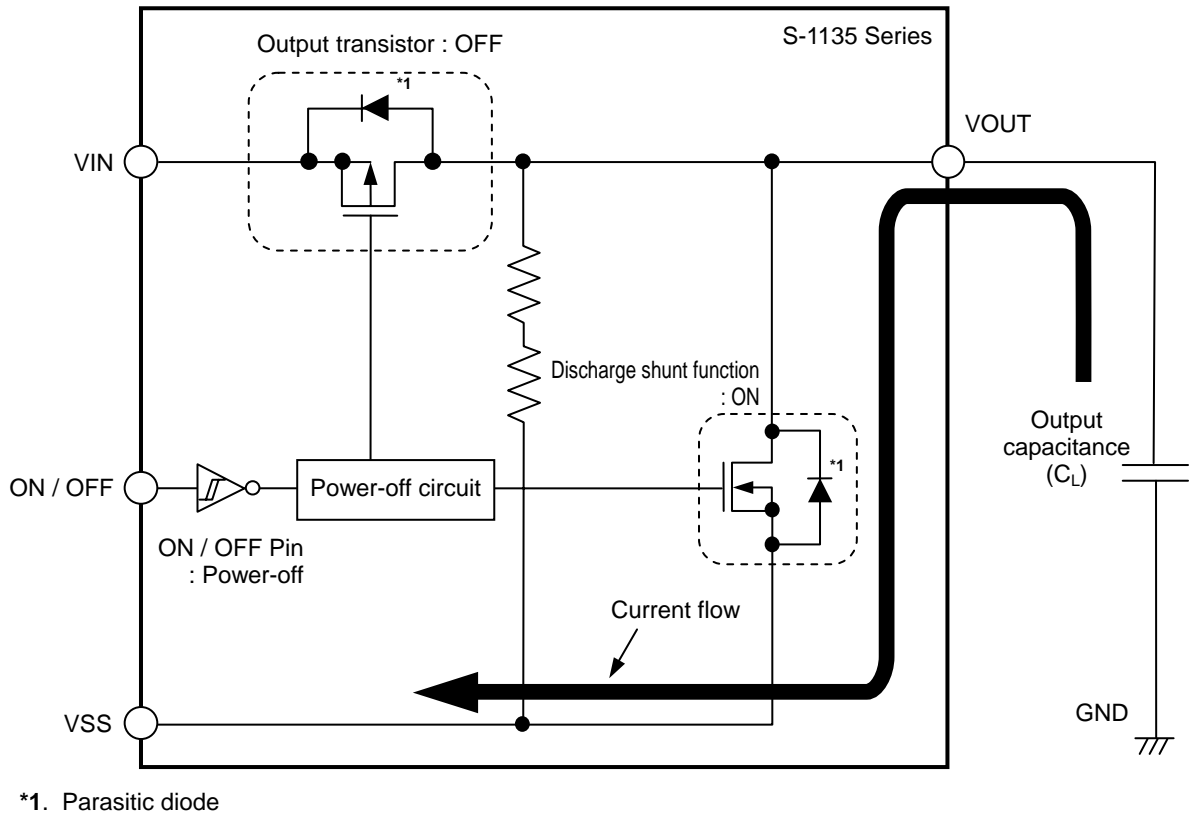 S-1135 Series
Output transistor : OFF
*1
VOUT
VIN
Discharge shunt function
: ON
Output
capacitance
(CL)
*1
ON / OFF
Power-off circuit
ON / OFF Pin
: Power-off
Current flow
VSS
GND
*1. Parasitic diode